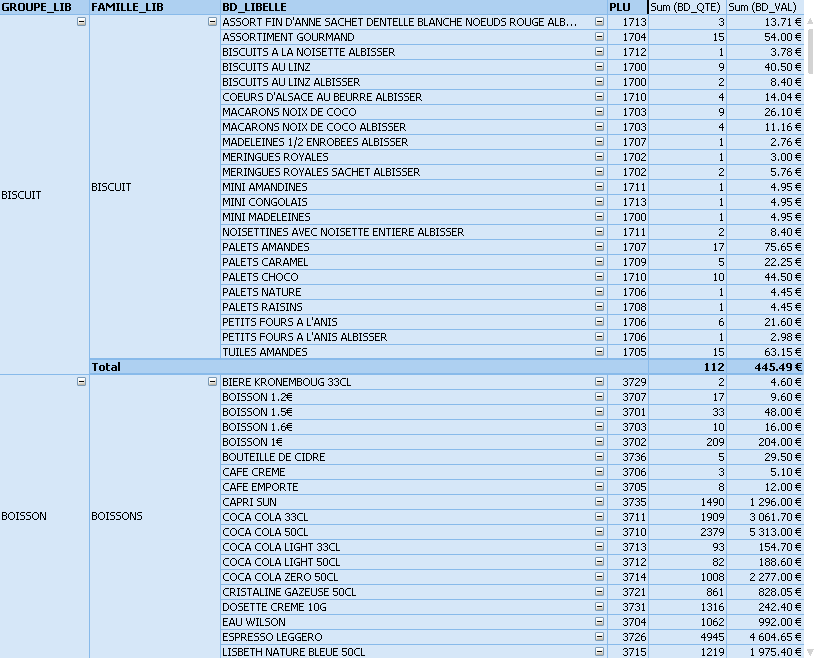 GROUPE_LIB FAMILLE_LIB BD_LIBELLE PLU Sum (BD_QTE) Sum (BD_VAL)
ASSORT FIN D'ANNE SACHET DENTELLE BLANCHE NOEUDS ROUGE ALB... 1713 3 13.71 €
ASSORTIMENT GOURMAND 1704 15 54.00 €
BISCUITS A LA NOISETTE ALBISSER 1712 1 3.78 €
BISCUITS AU LINZ 1700 9 40.50 €
BISCUITS AU LINZ ALBISSER 1700 2 8.40 €
COEURS D'ALSACE AU BEURRE ALBISSER 1710 4 14.04 €
MACARONS NOIX DE COCO 1703 9 26.10 €
MACARONS NOIX DE COCO ALBISSER 1703 4 11.16 €
MADELEINES 1/2 ENROBEES ALBISSER 1707 1 2.76 €
MERINGUES ROYALES 1702 1 3.00 €
MERINGUES ROYALES SACHET ALBISSER 1702 2 5.76 €
BISCUIT BISCUIT MINI AMANDINES 1711 1 4.95 €
MINI CONGOLAIS 1713 1 4.95 €
MINI MADELEINES 1700 1 4.95 €
NOISETTINES AVEC NOISETTE ENTIERE ALBISSER 1711 2 8.40 €
PALETS AMANDES 1707 17 75.65 €
PALETS CARAMEL 1709 5 22.25 €
PALETS CHOCO 1710 10 44.50 €
PALETS NATURE 1706 1 4.45 €
PALETS RAISINS 1708 1 4.45 €
PETITS FOURS A L'ANIS 1706 6 21.60 €
PETITS FOURS A L'ANIS ALBISSER 1706 1 2.98 €
TUILES AMANDES 1705 15 63.15 €
Total 112 445.49 €
BIERE KRONEMBOUG 33CL 3729 2 4.60 €
BOISSON 1.2€ 3707 17 9.60 €
BOISSON 1.5€ 3701 33 48.00 €
BOISSON 1.6€ 3703 10 16.00 €
BOISSON 1€ 3702 209 204.00 €
BOUTEILLE DE CIDRE 3736 5 29.50 €
CAFE CREME 3706 3 5.10 €
CAFE EMPORTE 3705 8 12.00 €
CAPRI SUN 3735 1490 1 296.00 €
BOISSON BOISSONS COCA COLA 33CL 3711 1909 3 061.70 €
COCA COLA 50CL 3710 2379 5 313.00 €
COCA COLA LIGHT 33CL 3713 93 154.70 €
COCA COLA LIGHT 50CL 3712 82 188.60 €
COCA COLA ZERO 50CL 3714 1008 2 277.00 €
CRISTALINE GAZEUSE 50CL 3721 861 828.05 €
DOSETTE CREME 10G 3731 1316 242.40 €
EAU WILSON 3704 1062 992.00 €
ESPRESSO LEGGERO 3726 4945 4 604.65 €
LISBETH NATURE BLEUE 50CL 3715 1219 1 975.40 €